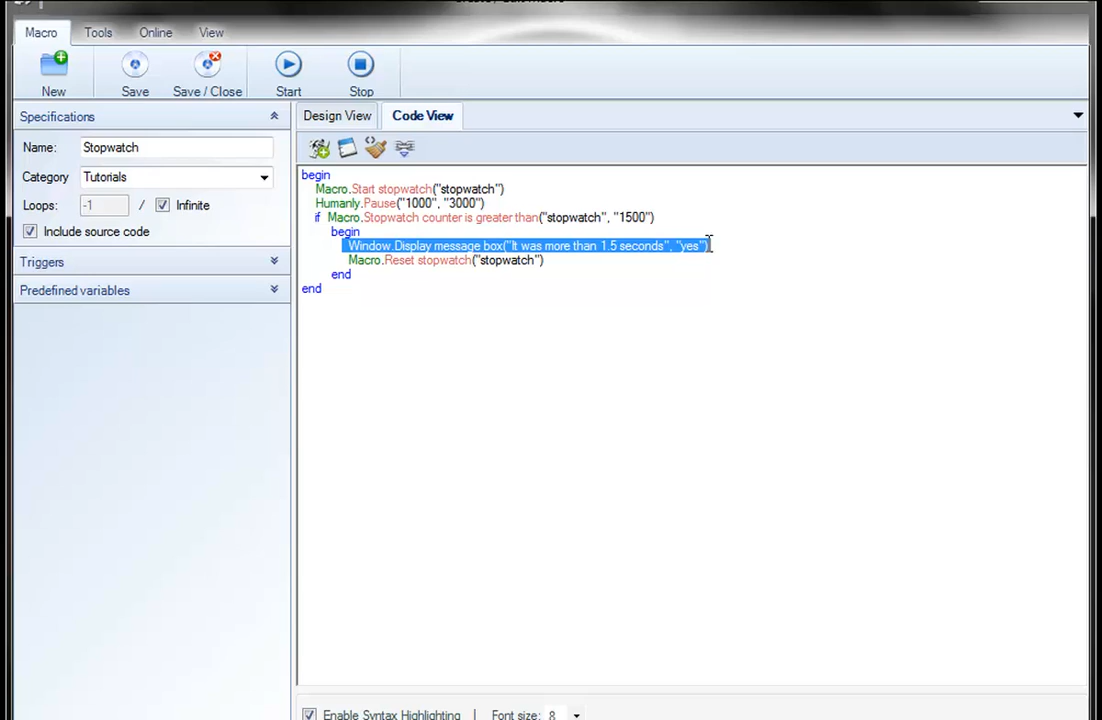 Macro Tools Online View
New Save Save / Close Start Stop
Specifications
Name: Stopwatch
Category Tutorials
Loops: -1 / Infinite
Include source code
Triggers
Predefined variables
Design View Code View
begin
Macro.Start stopwatch("stopwatch")
Humanly.Pause("1000", "3000")
if Macro.Stopwatch counter is greater than("stopwatch", "1500")
begin
Window.Display message box("It was more than 1.5 seconds", "yes")
Macro.Reset stopwatch("stopwatch")
end
end
Enable Syntax Highlighting | Font size: 8